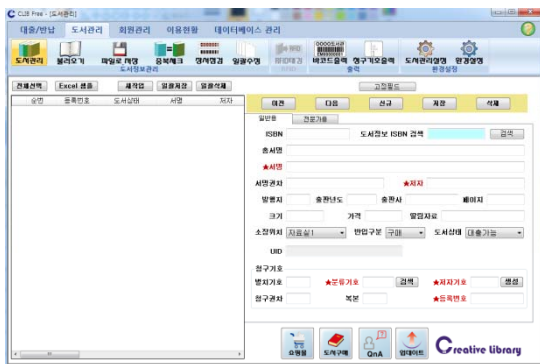 CLIB Free - [도서관리]
대출/반납 도서관리 회원관리 이용현황 데이터베이스 관리
도서관리 불러오기 파일로 저장 중복체크 장서점검 일괄수정 바코드출력 청구기호출력 도서관리설정 환경설정
도서정보관리 출력 환경설정
전체선택 Excel 샘플 재작업 일괄저장 일괄삭제 고정필드
순번 등록번호 도서상태 서명 저자
이전 다음 신규 저장 삭제
일반용 전문가용
ISBN 도서정보 ISBN 검색 검색
총서명
★서명
서명권차 ★저자
발행지 출판년도 출판사 페이지
크기 가격 딸림자료
소장위치 자료실1 반입구분 구매 도서상태 대출가능
UID
청구기호
별치기호 ★분류기호 검색 ★저자기호 생성
청구권차 복본 ★등록번호
쇼핑몰 도서구매 QnA 업데이트 Creative Library